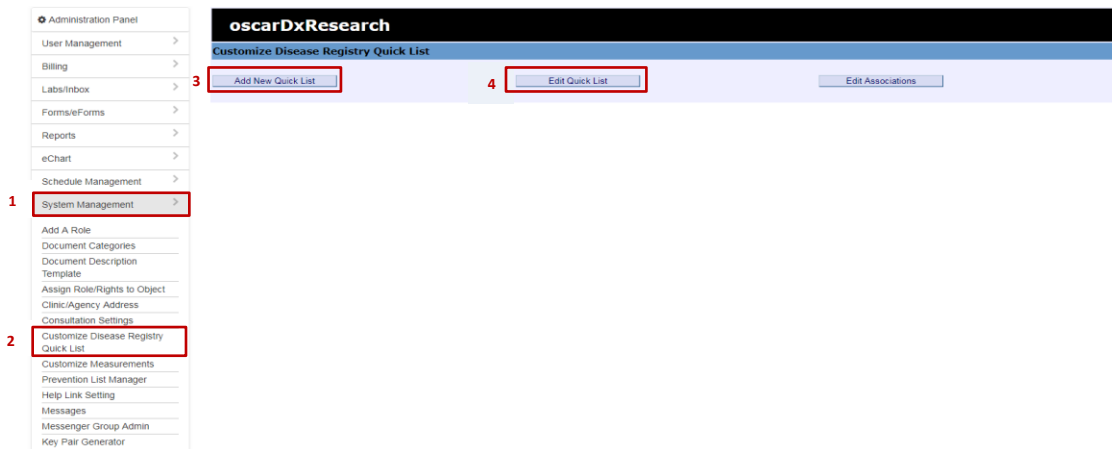 Administration Panel
User Management
Billing
Labs/Inbox
Forms/eForms
Reports
eChart
Schedule Management
1
System Management
Add A Role
Document Categories
Document Description
Template
Assign Role/Rights to Object
Clinic/Agency Address
Consultation Settings
2
Customize Disease Registry
Quick List
Customize Measurements
Prevention List Manager
Help Link Setting
Messages
Messenger Group Admin
Key Pair Generator
oscarDxResearch
Customize Disease Registry Quick List
3
Add New Quick List
4
Edit Quick List
Edit Associations